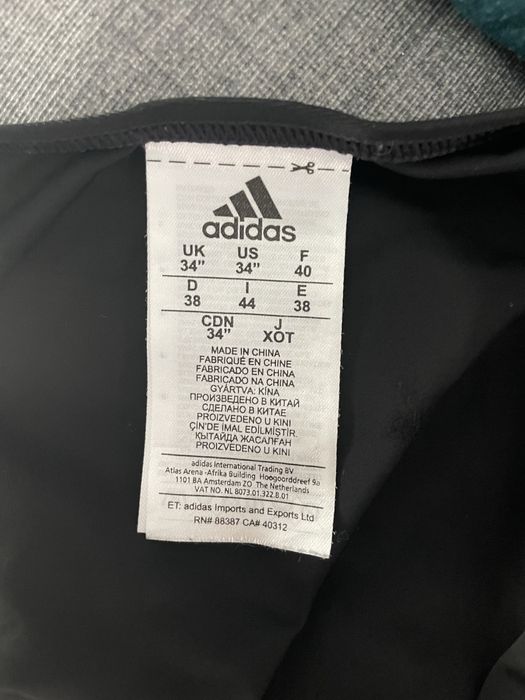 adidas
UK US F
34" 34" 40
D I E
38 44 38
CDN J
34" XOT
MADE IN CHINA
FABRIQUÉ EN CHINE
FABRICADO EN CHINA
FABRICADO NA CHINA
GYÁRTVA: KÍNA
ПРОИЗВЕДЕНО В КИТАЙ
СДЕЛАНО В КИТАЕ
PROIZVEDENO U KINI
ÇİN'DE IMAL EDİLMİŞTİR.
ҚЫТАЙДА ЖАСАЛҒАН
PROIZVEDENO U KINI
adidas International Trading BV
Atlas Arena -Afrika Building Hoogoorddreef 9a
1101 BA Amsterdam ZO The Netherlands
VAT NO. NL 8073.01.322.B.01
ET: adidas Imports and Exports Ltd
RN# 88387 CA# 40312